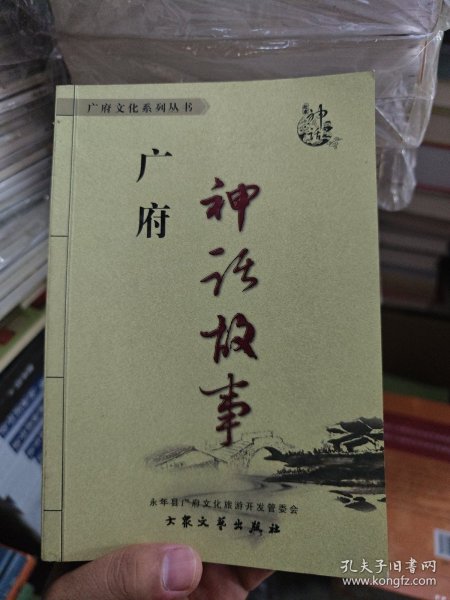 广府文化系列丛书
神话
广府
神话故事
永年县广府文化旅游开发管委会
大众文艺出版社
孔夫子旧书网
www.kongfz.com